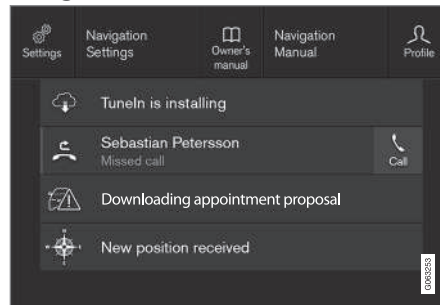 Settings
Navigation
Settings
Owner's
manual
Navigation
Manual
Profile
TuneIn is installing
Sebastian Petersson
Missed call
Call
Downloading appointment proposal
New position received
G063253